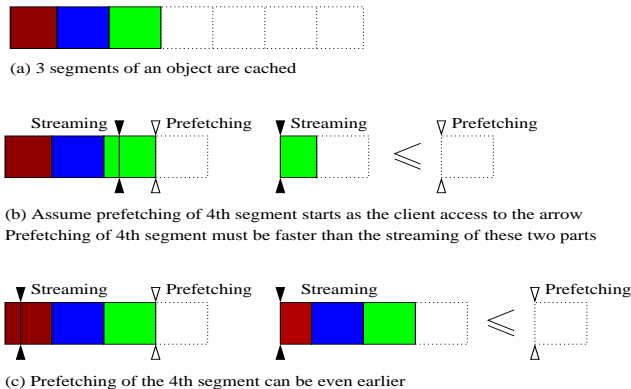 (a) 3 segments of an object are cached
Streaming Prefetching Streaming Prefetching
≤
(b) Assume prefetching of 4th segment starts as the client access to the arrow
Prefetching of 4th segment must be faster than the streaming of these two parts
Streaming Prefetching Streaming Prefetching
≤
(c) Prefetching of the 4th segment can be even earlier